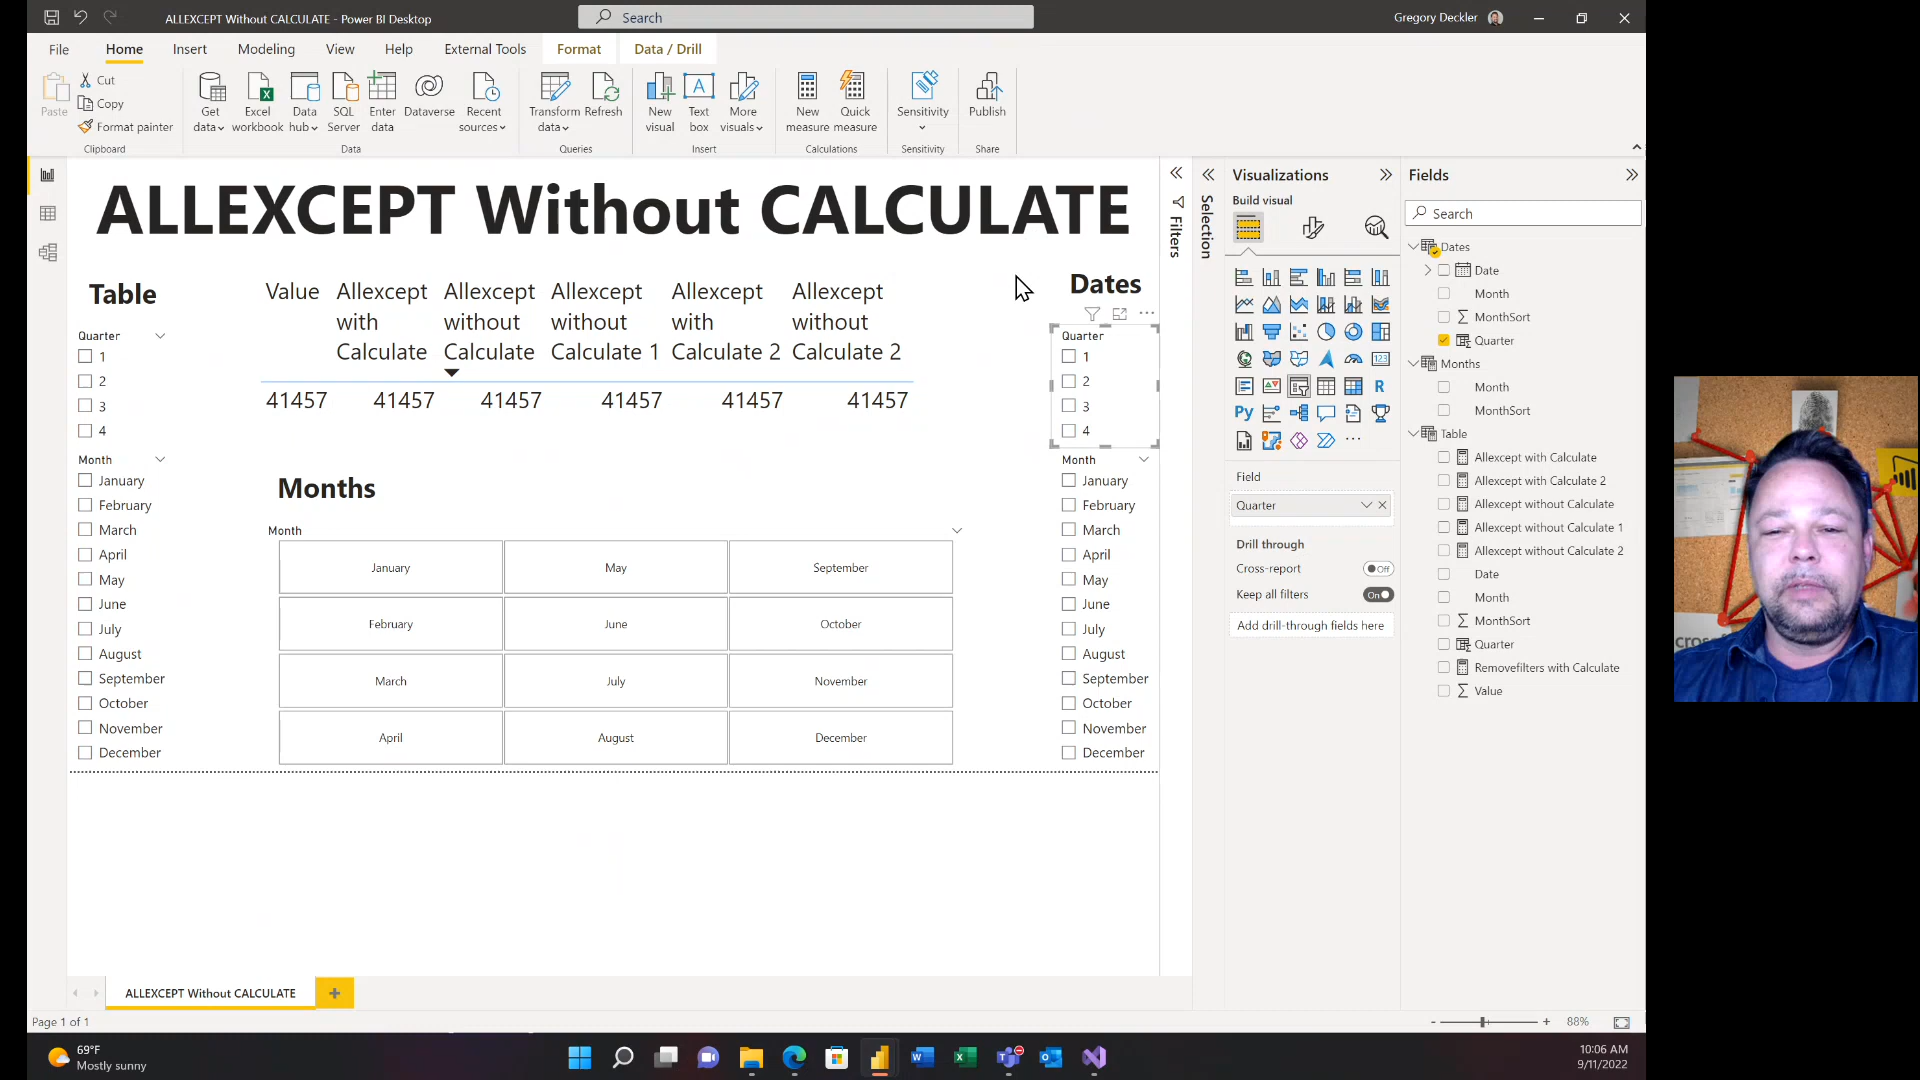 ALLEXCEPT Without CALCULATE - Power BI Desktop
Search
Gregory Deckler
File
Home
Insert
Modeling
View
Help
External Tools
Format
Data / Drill
Paste
Cut
Copy
Format painter
Clipboard
Get
data
Excel
workbook
Data
hub
SQL
Server
Enter
data
Dataverse
Recent
sources
Data
Transform
data
Refresh
Queries
New
visual
Text
box
More
visuals
Insert
New
measure
Quick
measure
Calculations
Sensitivity
Sensitivity
Publish
Share
ALLEXCEPT Without CALCULATE
Table
Quarter
1
2
3
4
Month
January
February
March
April
May
June
July
August
September
October
November
December
Value
Allexcept
with
Calculate
Allexcept
without
Calculate
Allexcept
without
Calculate 1
Allexcept
with
Calculate 2
Allexcept
without
Calculate 2
41457 41457 41457 41457 41457 41457
Months
Month
January May September
February June October
March July November
April August December
Dates
Quarter
1
2
3
4
Month
January
February
March
April
May
June
July
August
September
October
November
December
Filters
Selection
Visualizations
Build visual
R
Py
123
Field
Quarter
Drill through
Cross-report
Off
Keep all filters
On
Add drill-through fields here
Fields
Search
Dates
Date
Month
MonthSort
Quarter
Months
Month
MonthSort
Table
Allexcept with Calculate
Allexcept with Calculate 2
Allexcept without Calculate
Allexcept without Calculate 1
Allexcept without Calculate 2
Date
Month
MonthSort
Quarter
Removefilters with Calculate
Value
ALLEXCEPT Without CALCULATE
Page 1 of 1
88%
69°F
Mostly sunny
10:06 AM
9/11/2022